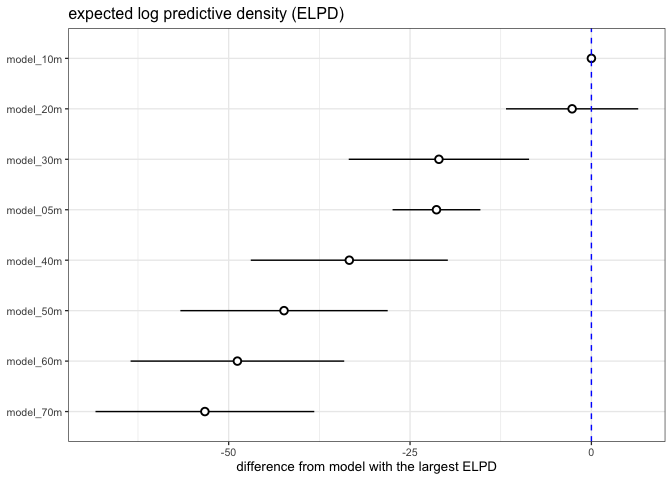 expected log predictive density (ELPD)
model_10m
model_20m
model_30m
model_05m
model_40m
model_50m
model_60m
model_70m
-50 -25 0
difference from model with the largest ELPD